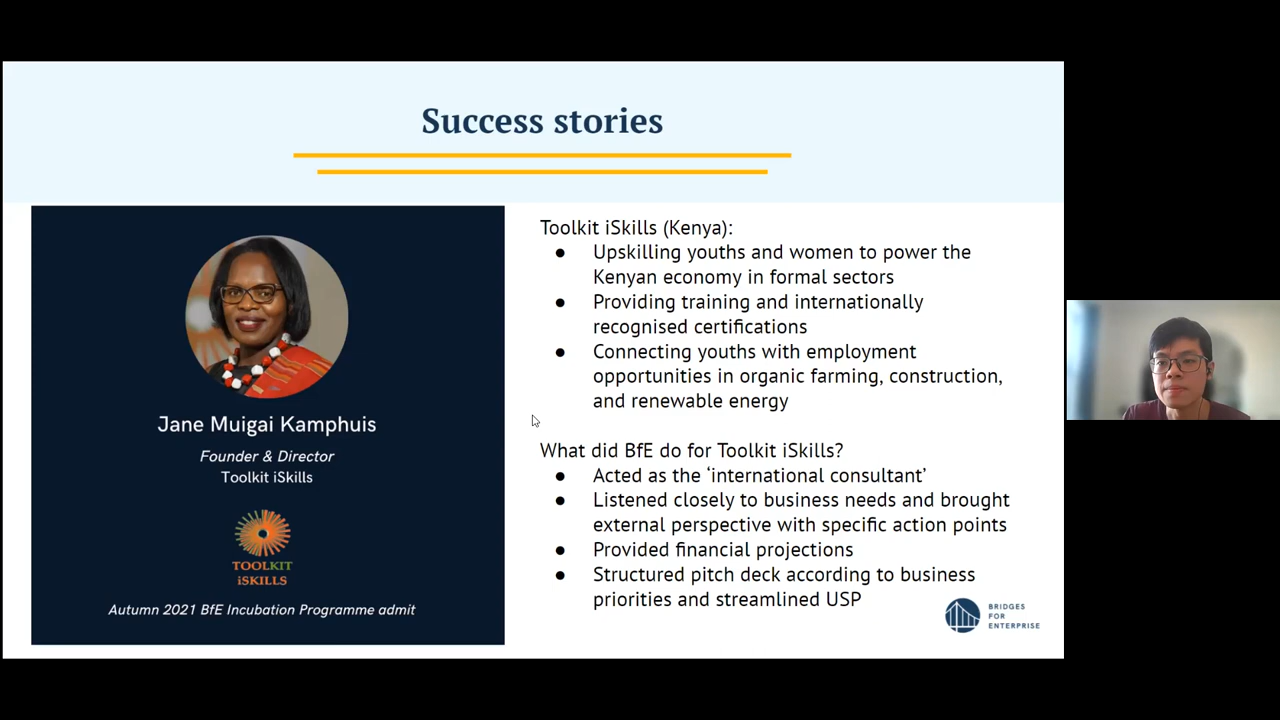 Success stories
Jane Muigai Kamphuis
Founder & Director
Toolkit iSkills
TOOLKIT
iSKILLS
Autumn 2021 BfE Incubation Programme admit
Toolkit iSkills (Kenya):
● Upskilling youths and women to power the
Kenyan economy in formal sectors
● Providing training and internationally
recognised certifications
● Connecting youths with employment
opportunities in organic farming, construction,
and renewable energy
What did BfE do for Toolkit iSkills?
● Acted as the ‘international consultant’
● Listened closely to business needs and brought
external perspective with specific action points
● Provided financial projections
● Structured pitch deck according to business
priorities and streamlined USP
BRIDGES
FOR
ENTERPRISE